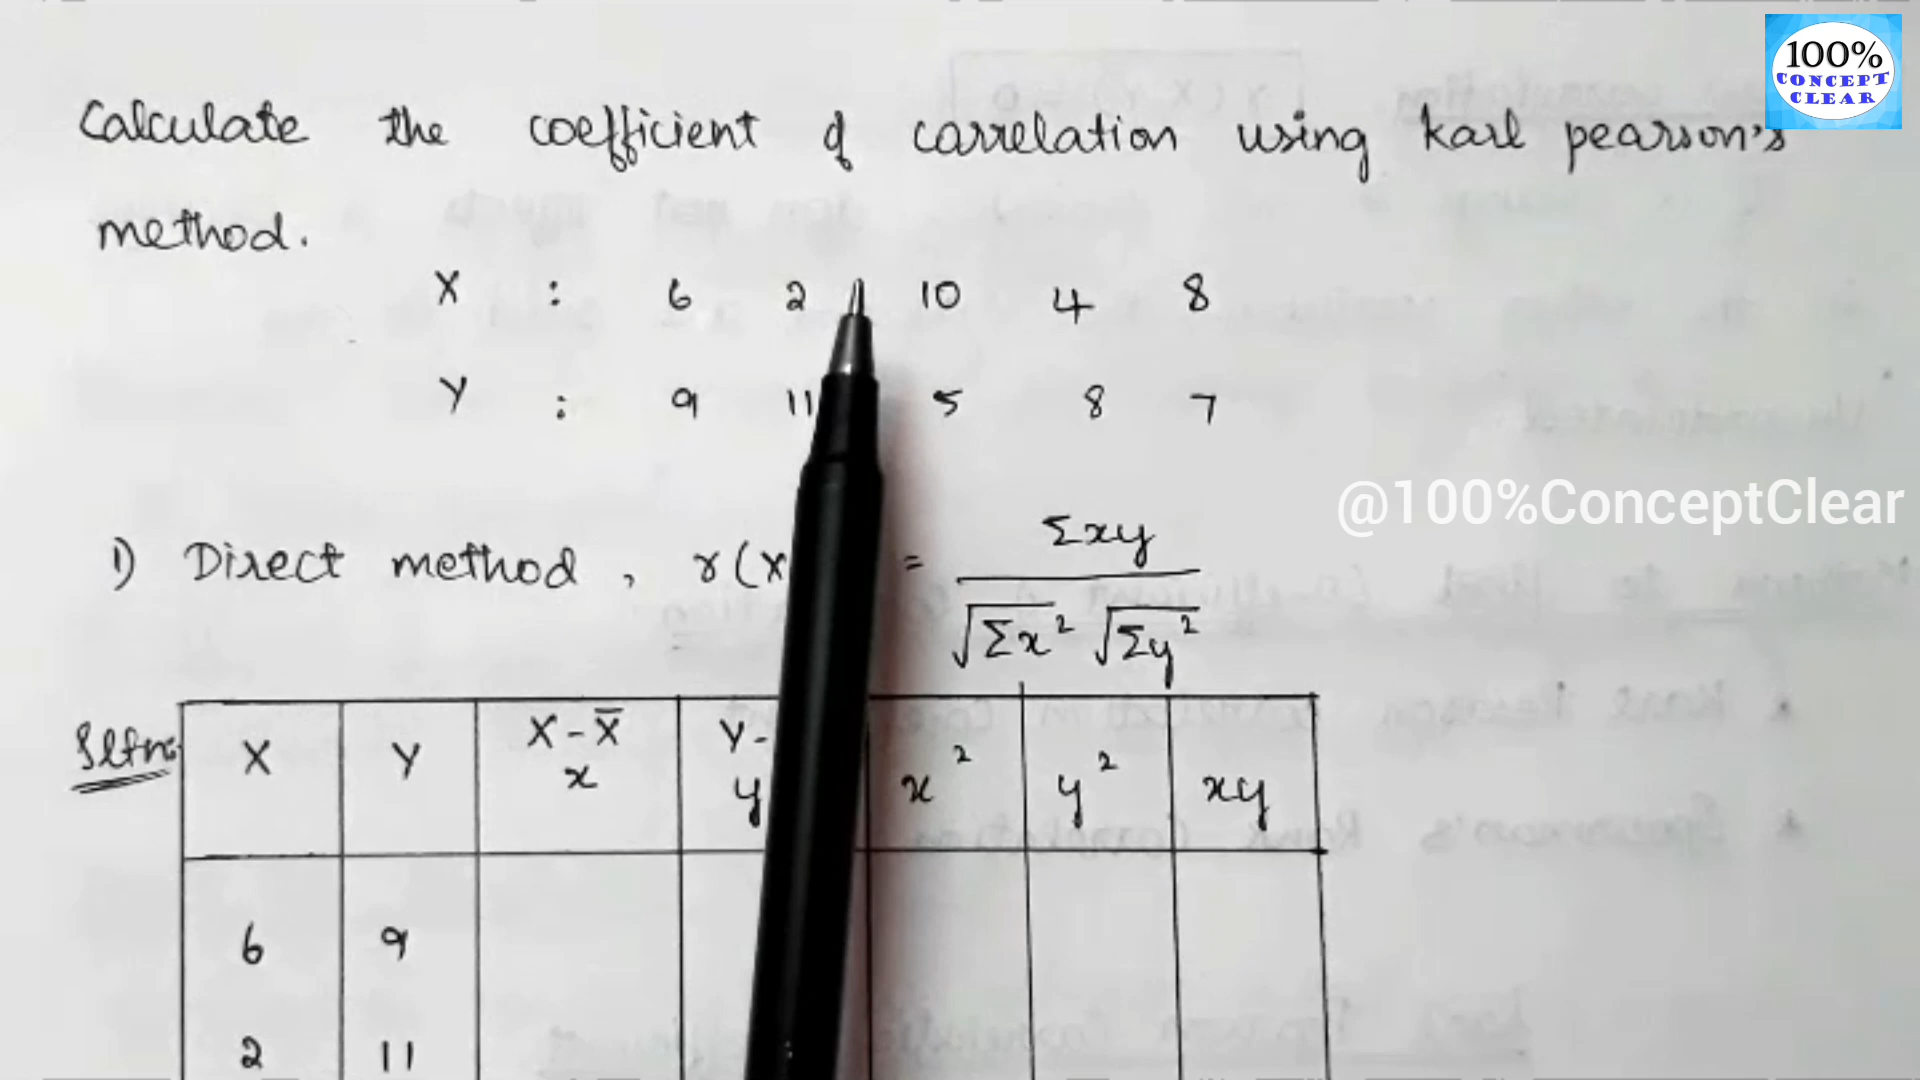 100%
CONCEPT
CLEAR
Calculate the coefficient of correlation using Karl pearson's
method.
X : 6 2 10 4 8
Y : 9 11 5 8 7
@100%ConceptClear
1) Direct method, r(X = Σxy
√Σx² √Σy²
X Y X-X̅ Y- x² y² xy
x y
6 9
2 11